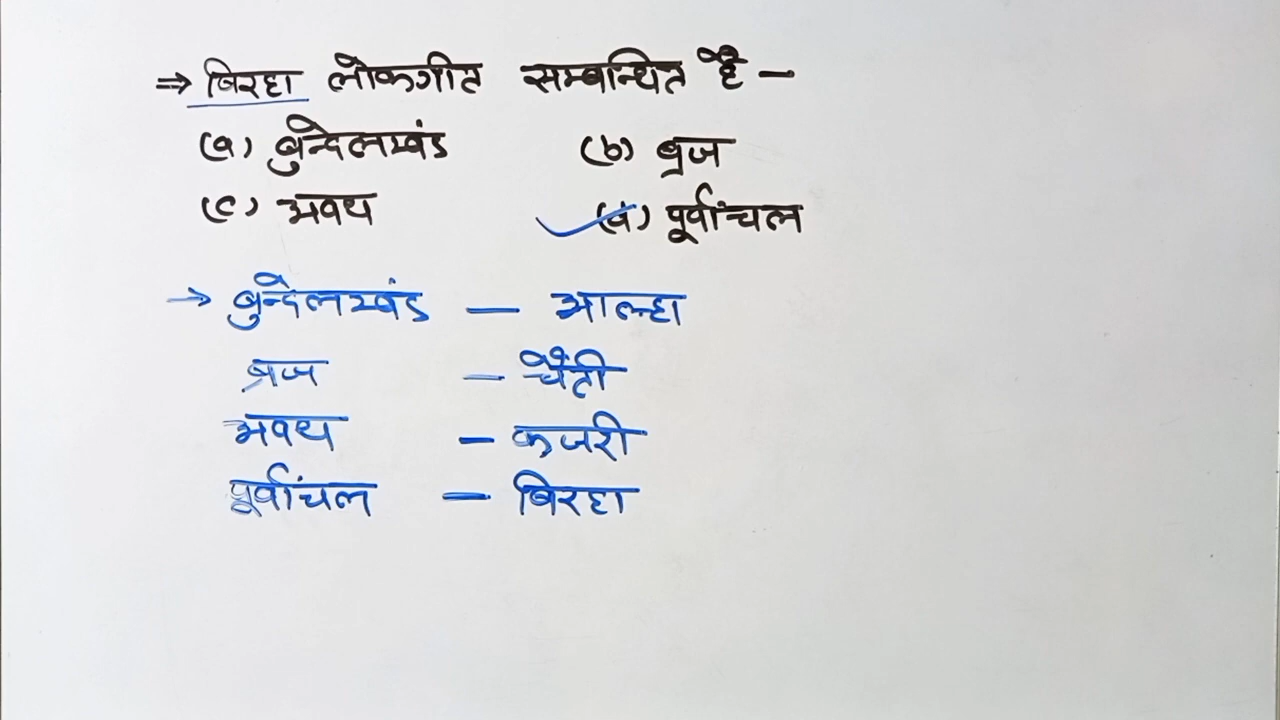 ⇒ बिरहा लोकगीत सम्बन्धित है -
(a) बुन्देलखंड (b) ब्रज
(c) अवध (d) पूर्वांचल
→ बुन्देलखंड - आल्हा
ब्रज - चैती
अवध - कजरी
पूर्वांचल - बिरहा